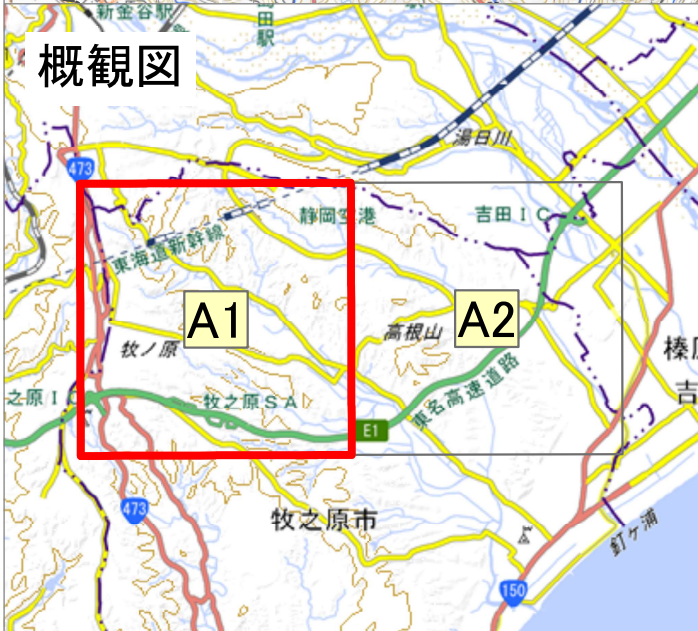 新金谷駅
田駅
概観図
湯日川
473
静岡空港
吉田IC
東海道新幹線
A1
A2
高根山
牧ノ原
榛原
吉
之原IC
牧之原SA
東名高速道路
E1
473
牧之原市
釘ヶ浦
150